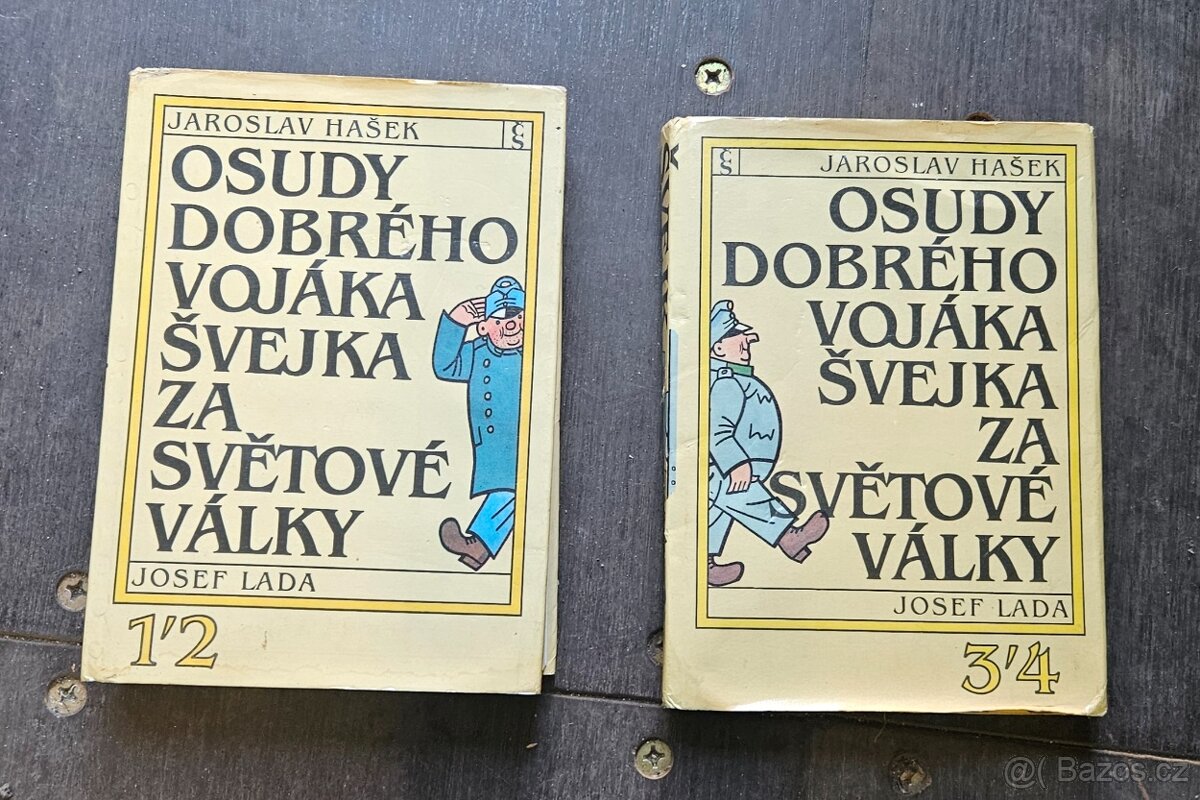 JAROSLAV HAŠEK
ČS
OSUDY
DOBRÉHO
VOJÁKA
ŠVEJKA
ZA
SVĚTOVÉ
VÁLKY
JOSEF LADA
1'2
ČS
JAROSLAV HAŠEK
OSUDY
DOBRÉHO
VOJÁKA
ŠVEJKA
ZA
SVĚTOVÉ
VÁLKY
JOSEF LADA
3'4
@( Bazos.cz